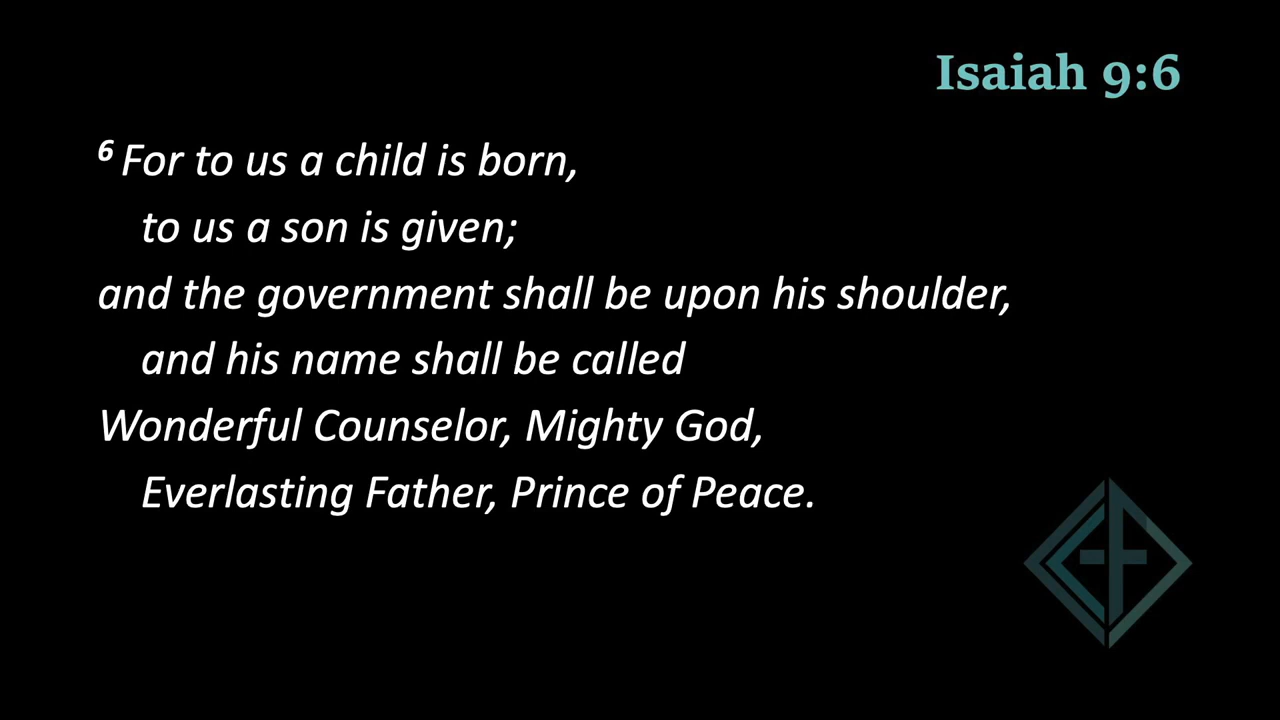 Isaiah 9:6
6 For to us a child is born,
to us a son is given;
and the government shall be upon his shoulder,
and his name shall be called
Wonderful Counselor, Mighty God,
Everlasting Father, Prince of Peace.